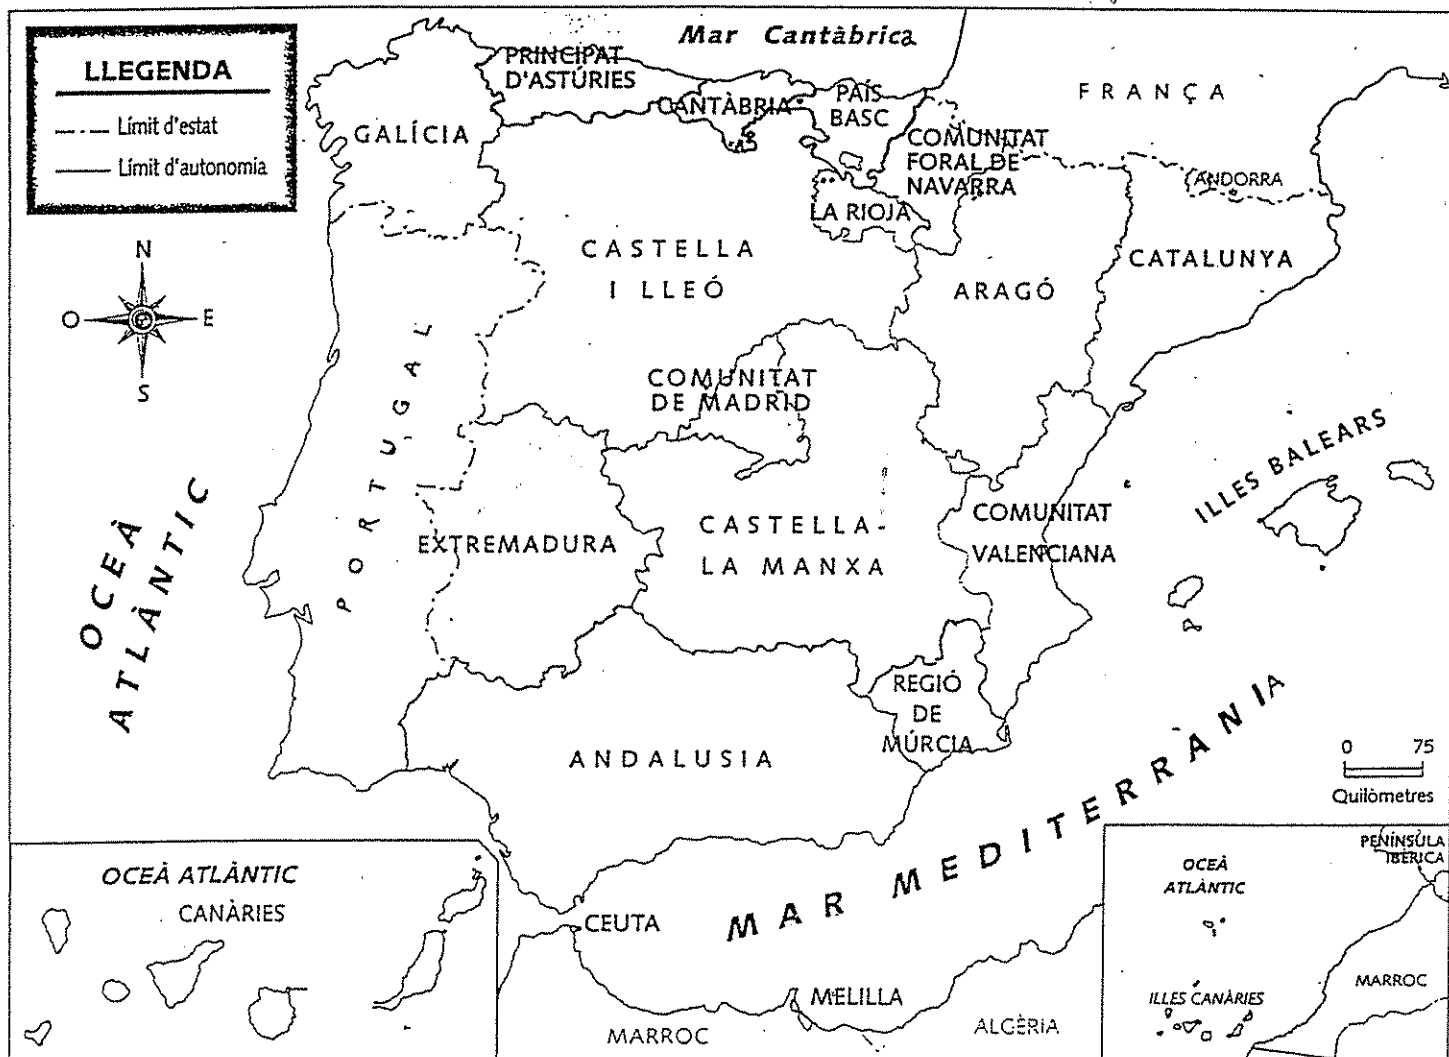 LLEGENDA
Límit d'estat
Límit d'autonomia
Mar Cantàbrica
PRINCIPAT
D'ASTÚRIES
CANTÀBRIA
PAÍS
BASC
FRANÇA
GALÍCIA
COMUNITAT
FORAL DE
NAVARRA
ANDORRA
LA RIOJA
N
O
E
S
CASTELLA
I LLEÓ
ARAGÓ
CATALUNYA
PORTUGAL
COMUNITAT
DE MADRID
ILLES BALEARS
OCEÀ
ATLÀNTIC
EXTREMADURA
CASTELLA-
LA MANXA
COMUNITAT
VALENCIANA
REGIÓ
DE
MÚRCIA
ANDALUSIA
MAR MEDITERRÀNIA
0 75
Quilòmetres
OCEÀ ATLÀNTIC
CANÀRIES
CEUTA
MELILLA
MARROC
ALGÈRIA
PENÍNSULA
IBÈRICA
OCEÀ
ATLÀNTIC
MARROC
ILLES CANÀRIES